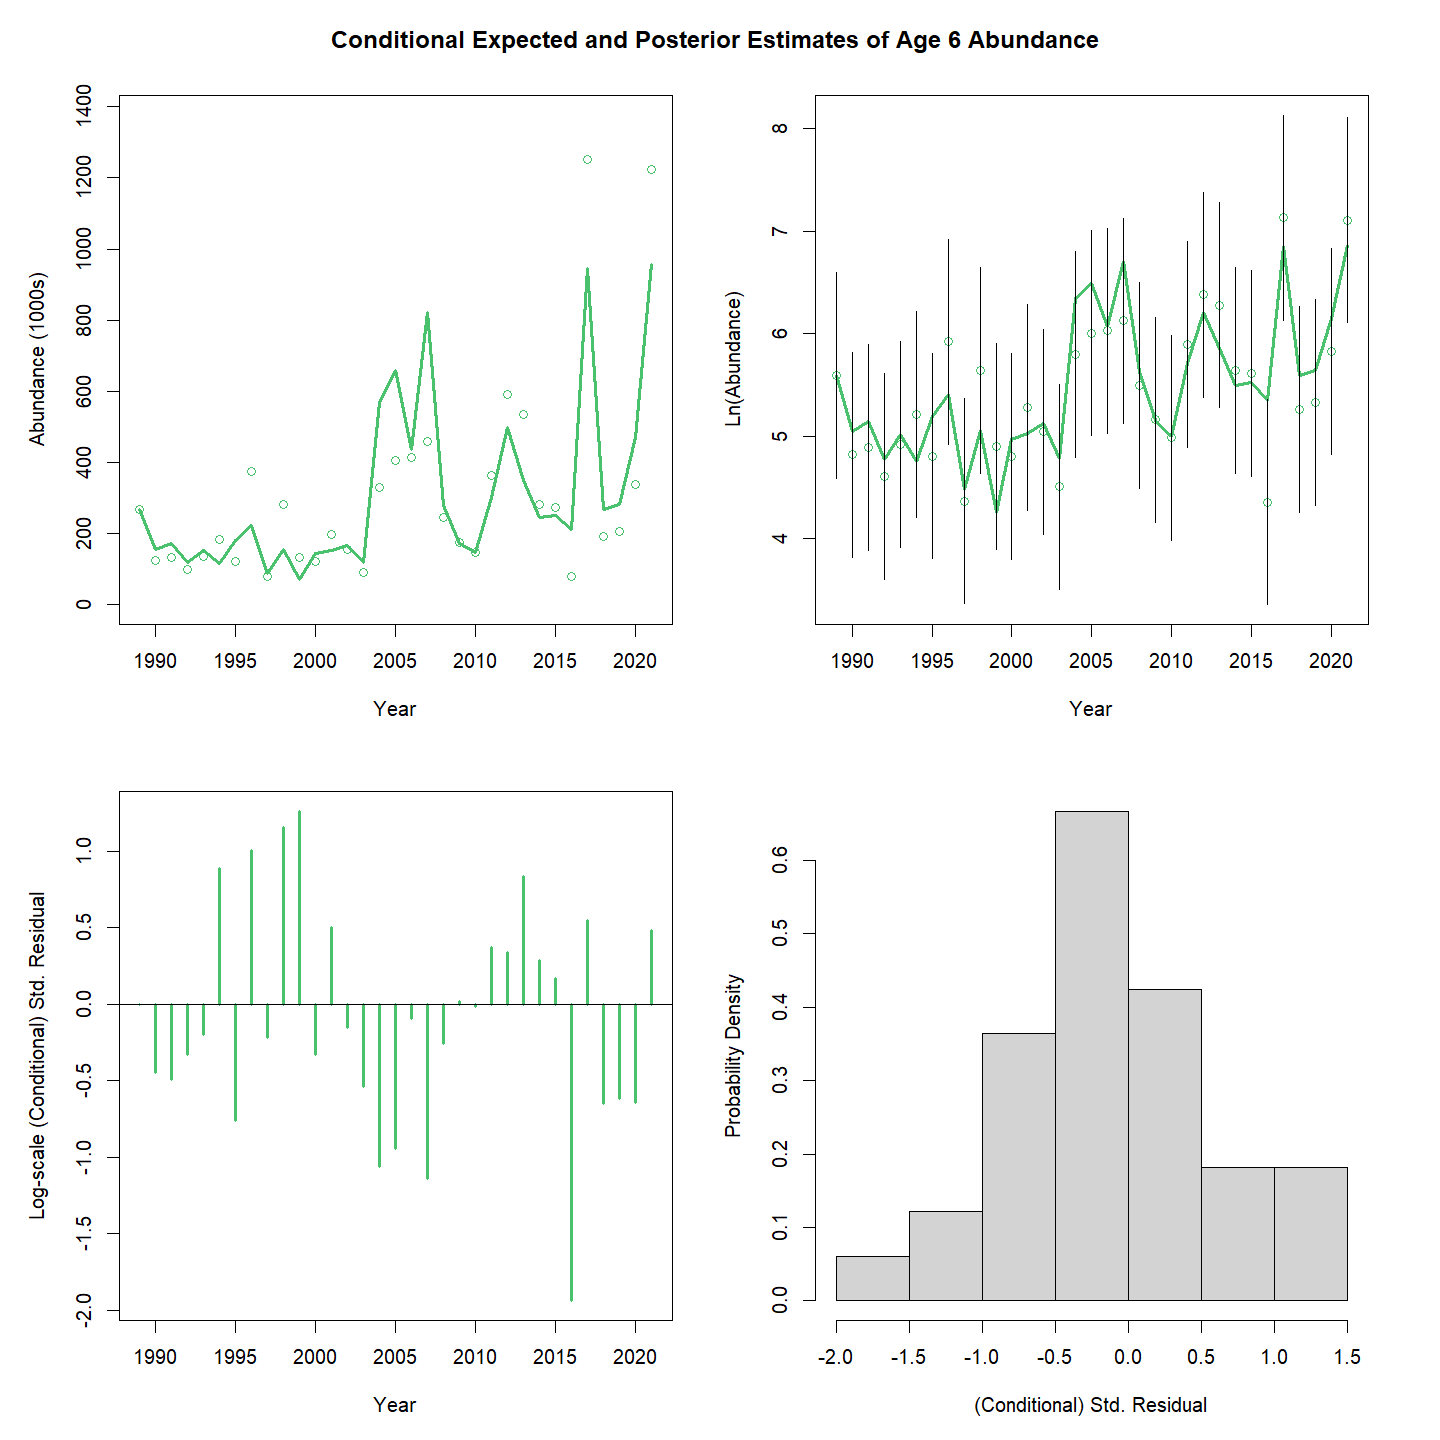 Conditional Expected and Posterior Estimates of Age 6 Abundance
Abundance (1000s)
0 200 400 600 800 1000 1200 1400
1990 1995 2000 2005 2010 2015 2020
Year
Ln(Abundance)
4 5 6 7 8
1990 1995 2000 2005 2010 2015 2020
Year
Log-scale (Conditional) Std. Residual
-2.0 -1.5 -1.0 -0.5 0.0 0.5 1.0
1990 1995 2000 2005 2010 2015 2020
Year
Probability Density
0.0 0.1 0.2 0.3 0.4 0.5 0.6
-2.0 -1.5 -1.0 -0.5 0.0 0.5 1.0 1.5
(Conditional) Std. Residual